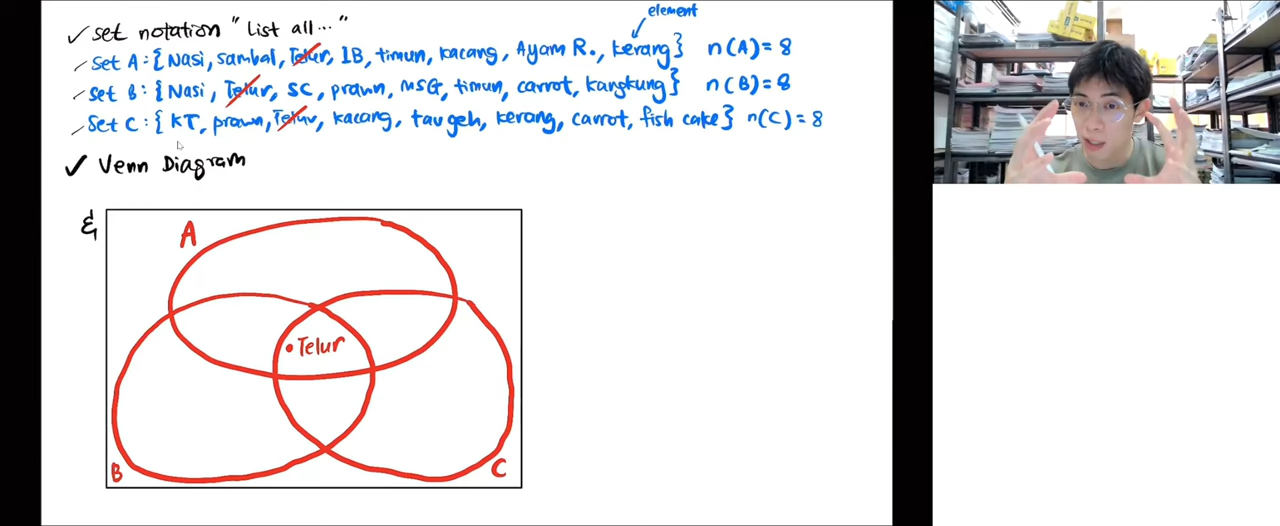 ✓ set notation "List all..."
element
✓ set A : {Nasi, sambal, Telur, IB, timun, kacang, Ayam R., kerang} n(A) = 8
✓ set B : {Nasi, Telur, SC, prawn, MSG, timun, carrot, kangkung} n(B) = 8
✓ Set C : {KT, prawn, Telur, kacang, taugeh, kerang, carrot, fish cake} n(C) = 8
✓ Venn Diagram
ξ
A
Telur
B
C